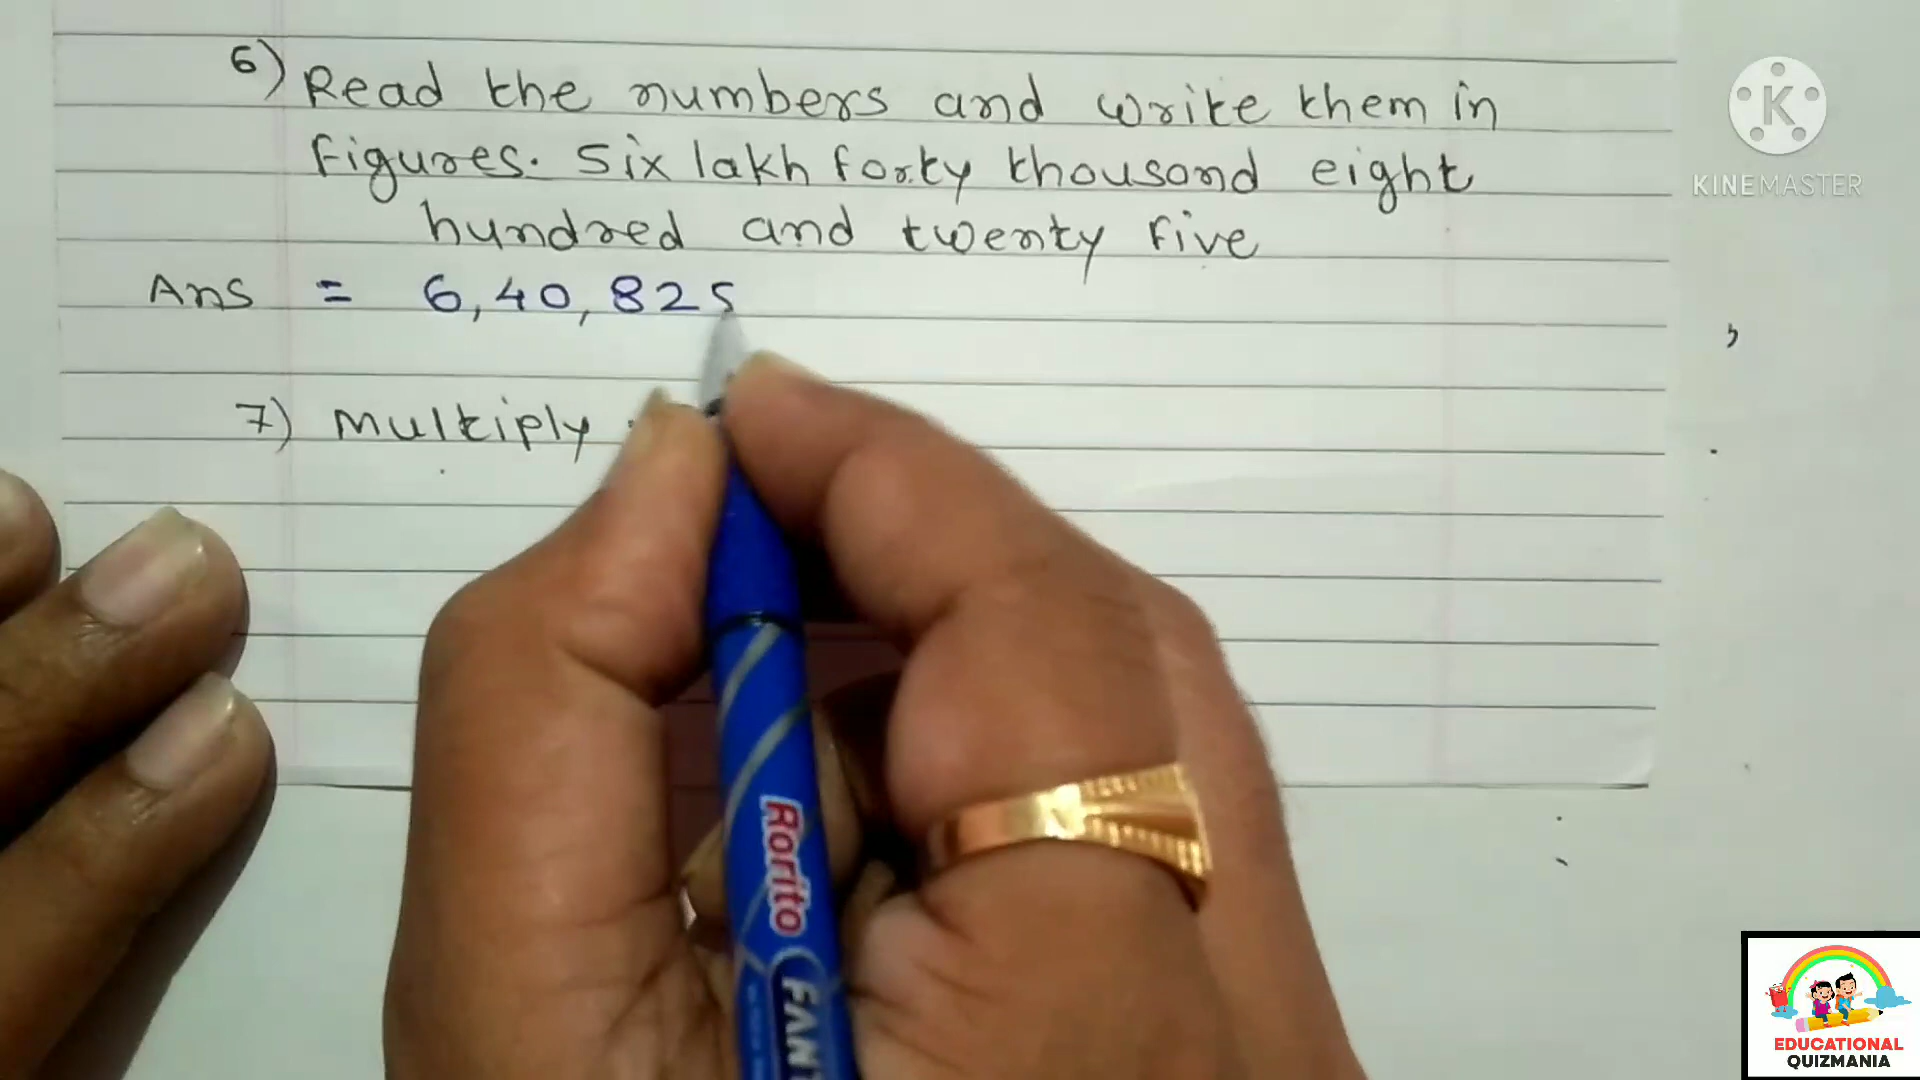 6) Read the numbers and write them in
figures. Six lakh forty thousand eight
hundred and twenty five
Ans = 6,40,825
7) Multiply
KINEMASTER
Rorito
EDUCATIONAL
QUIZMANIA